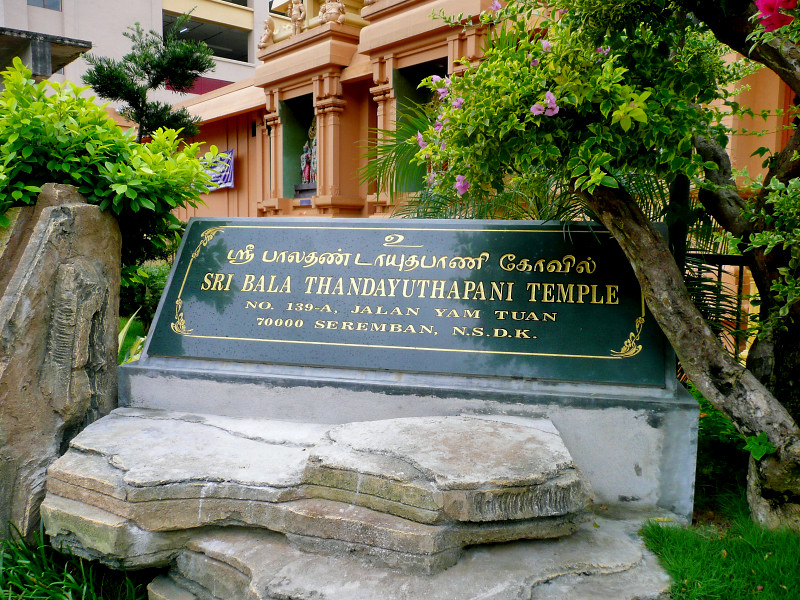 உ
ஸ்ரீ பாலதண்டாயுதபாணி கோவில்
SRI BALA THANDAYUTHAPANI TEMPLE
NO. 139-A, JALAN YAM TUAN
70000 SEREMBAN, N.S.D.K.